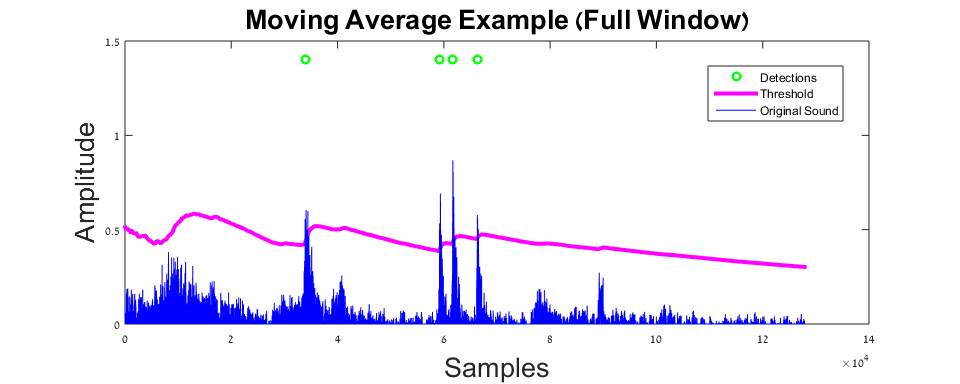 Moving Average Example (Full Window)
1.5
1
0.5
0
Amplitude
Detections
Threshold
Original Sound
0 2 4 6 8 10 12 14
×10⁴
Samples